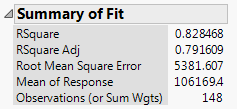 Summary of Fit
RSquare 0.828468
RSquare Adj 0.791609
Root Mean Square Error 5381.607
Mean of Response 106169.4
Observations (or Sum Wgts) 148